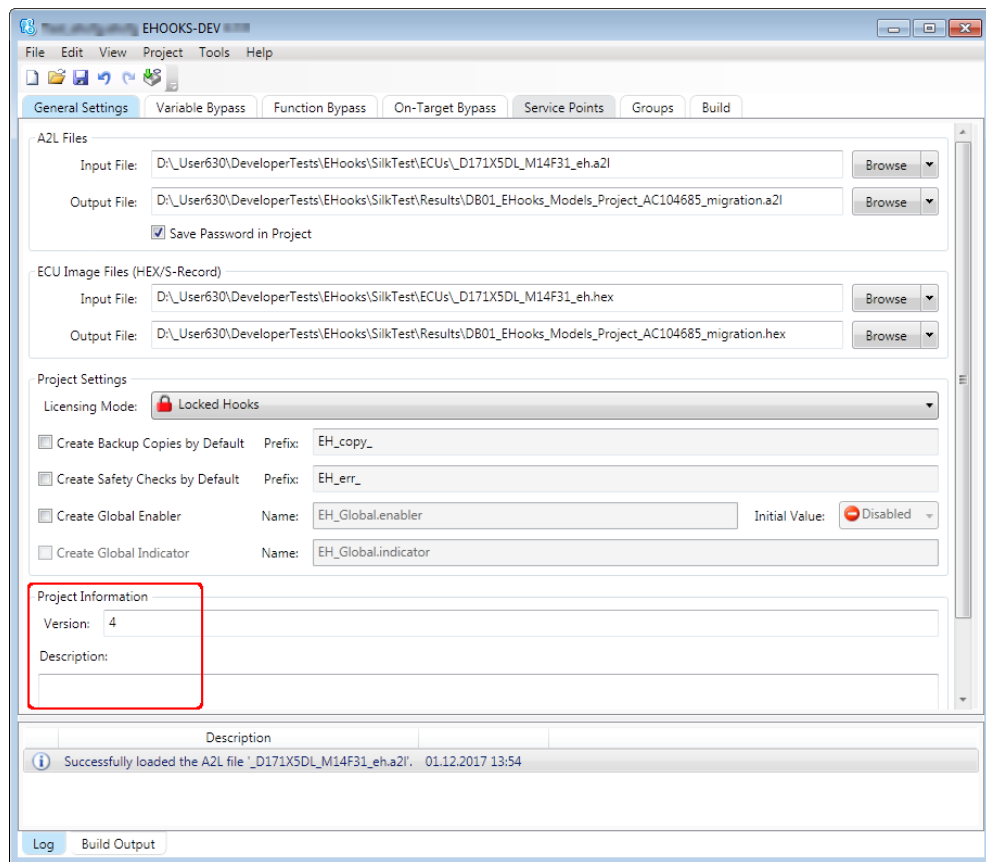 EHOOKS-DEV
File Edit View Project Tools Help
General Settings Variable Bypass Function Bypass On-Target Bypass Service Points Groups Build
A2L Files
Input File: D:\_User630\DeveloperTests\EHooks\SilkTest\ECUs\_D171X5DL_M14F31_eh.a2l Browse
Output File: D:\_User630\DeveloperTests\EHooks\SilkTest\Results\DB01_EHooks_Models_Project_AC104685_migration.a2l Browse
Save Password in Project
ECU Image Files (HEX/S-Record)
Input File: D:\_User630\DeveloperTests\EHooks\SilkTest\ECUs\_D171X5DL_M14F31_eh.hex Browse
Output File: D:\_User630\DeveloperTests\EHooks\SilkTest\Results\DB01_EHooks_Models_Project_AC104685_migration.hex Browse
Project Settings
Licensing Mode: Locked Hooks
Create Backup Copies by Default Prefix: EH_copy_
Create Safety Checks by Default Prefix: EH_err_
Create Global Enabler Name: EH_Global.enabler Initial Value: Disabled
Create Global Indicator Name: EH_Global.indicator
Project Information
Version: 4
Description:
Description
Successfully loaded the A2L file '_D171X5DL_M14F31_eh.a2l'. 01.12.2017 13:54
Log Build Output